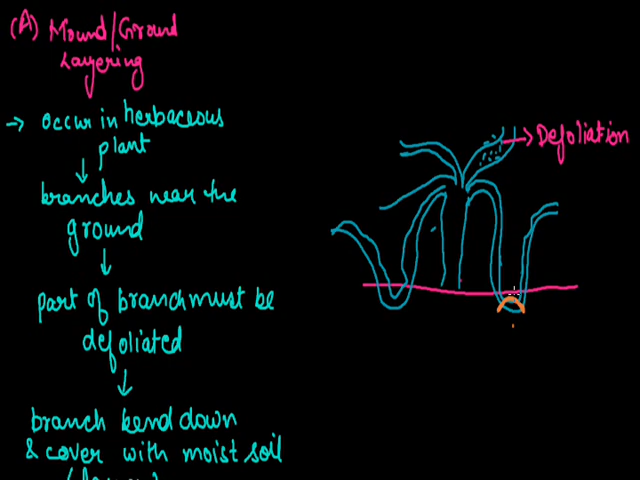 (A) Mound/Ground
Layering
→ occur in herbaceous
plant
↓
branches near the
ground
↓
part of branch must be
defoliated
↓
branch bend down
& cover with moist soil
→ Defoliation